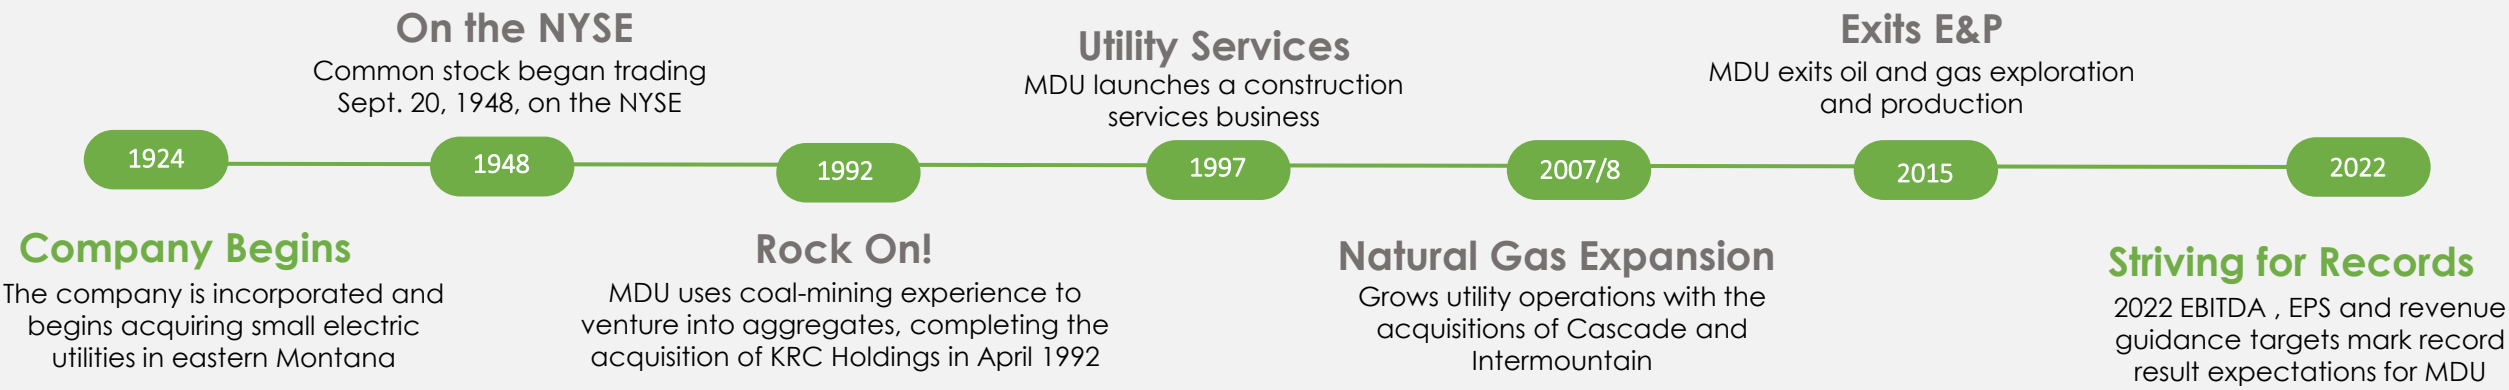 1924
Company Begins
The company is incorporated and
begins acquiring small electric
utilities in eastern Montana
On the NYSE
Common stock began trading
Sept. 20, 1948, on the NYSE
1948
1992
Rock On!
MDU uses coal-mining experience to
venture into aggregates, completing the
acquisition of KRC Holdings in April 1992
Utility Services
MDU launches a construction
services business
1997
2007/8
Natural Gas Expansion
Grows utility operations with the
acquisitions of Cascade and
Intermountain
Exits E&P
MDU exits oil and gas exploration
and production
2015
2022
Striving for Records
2022 EBITDA , EPS and revenue
guidance targets mark record
result expectations for MDU